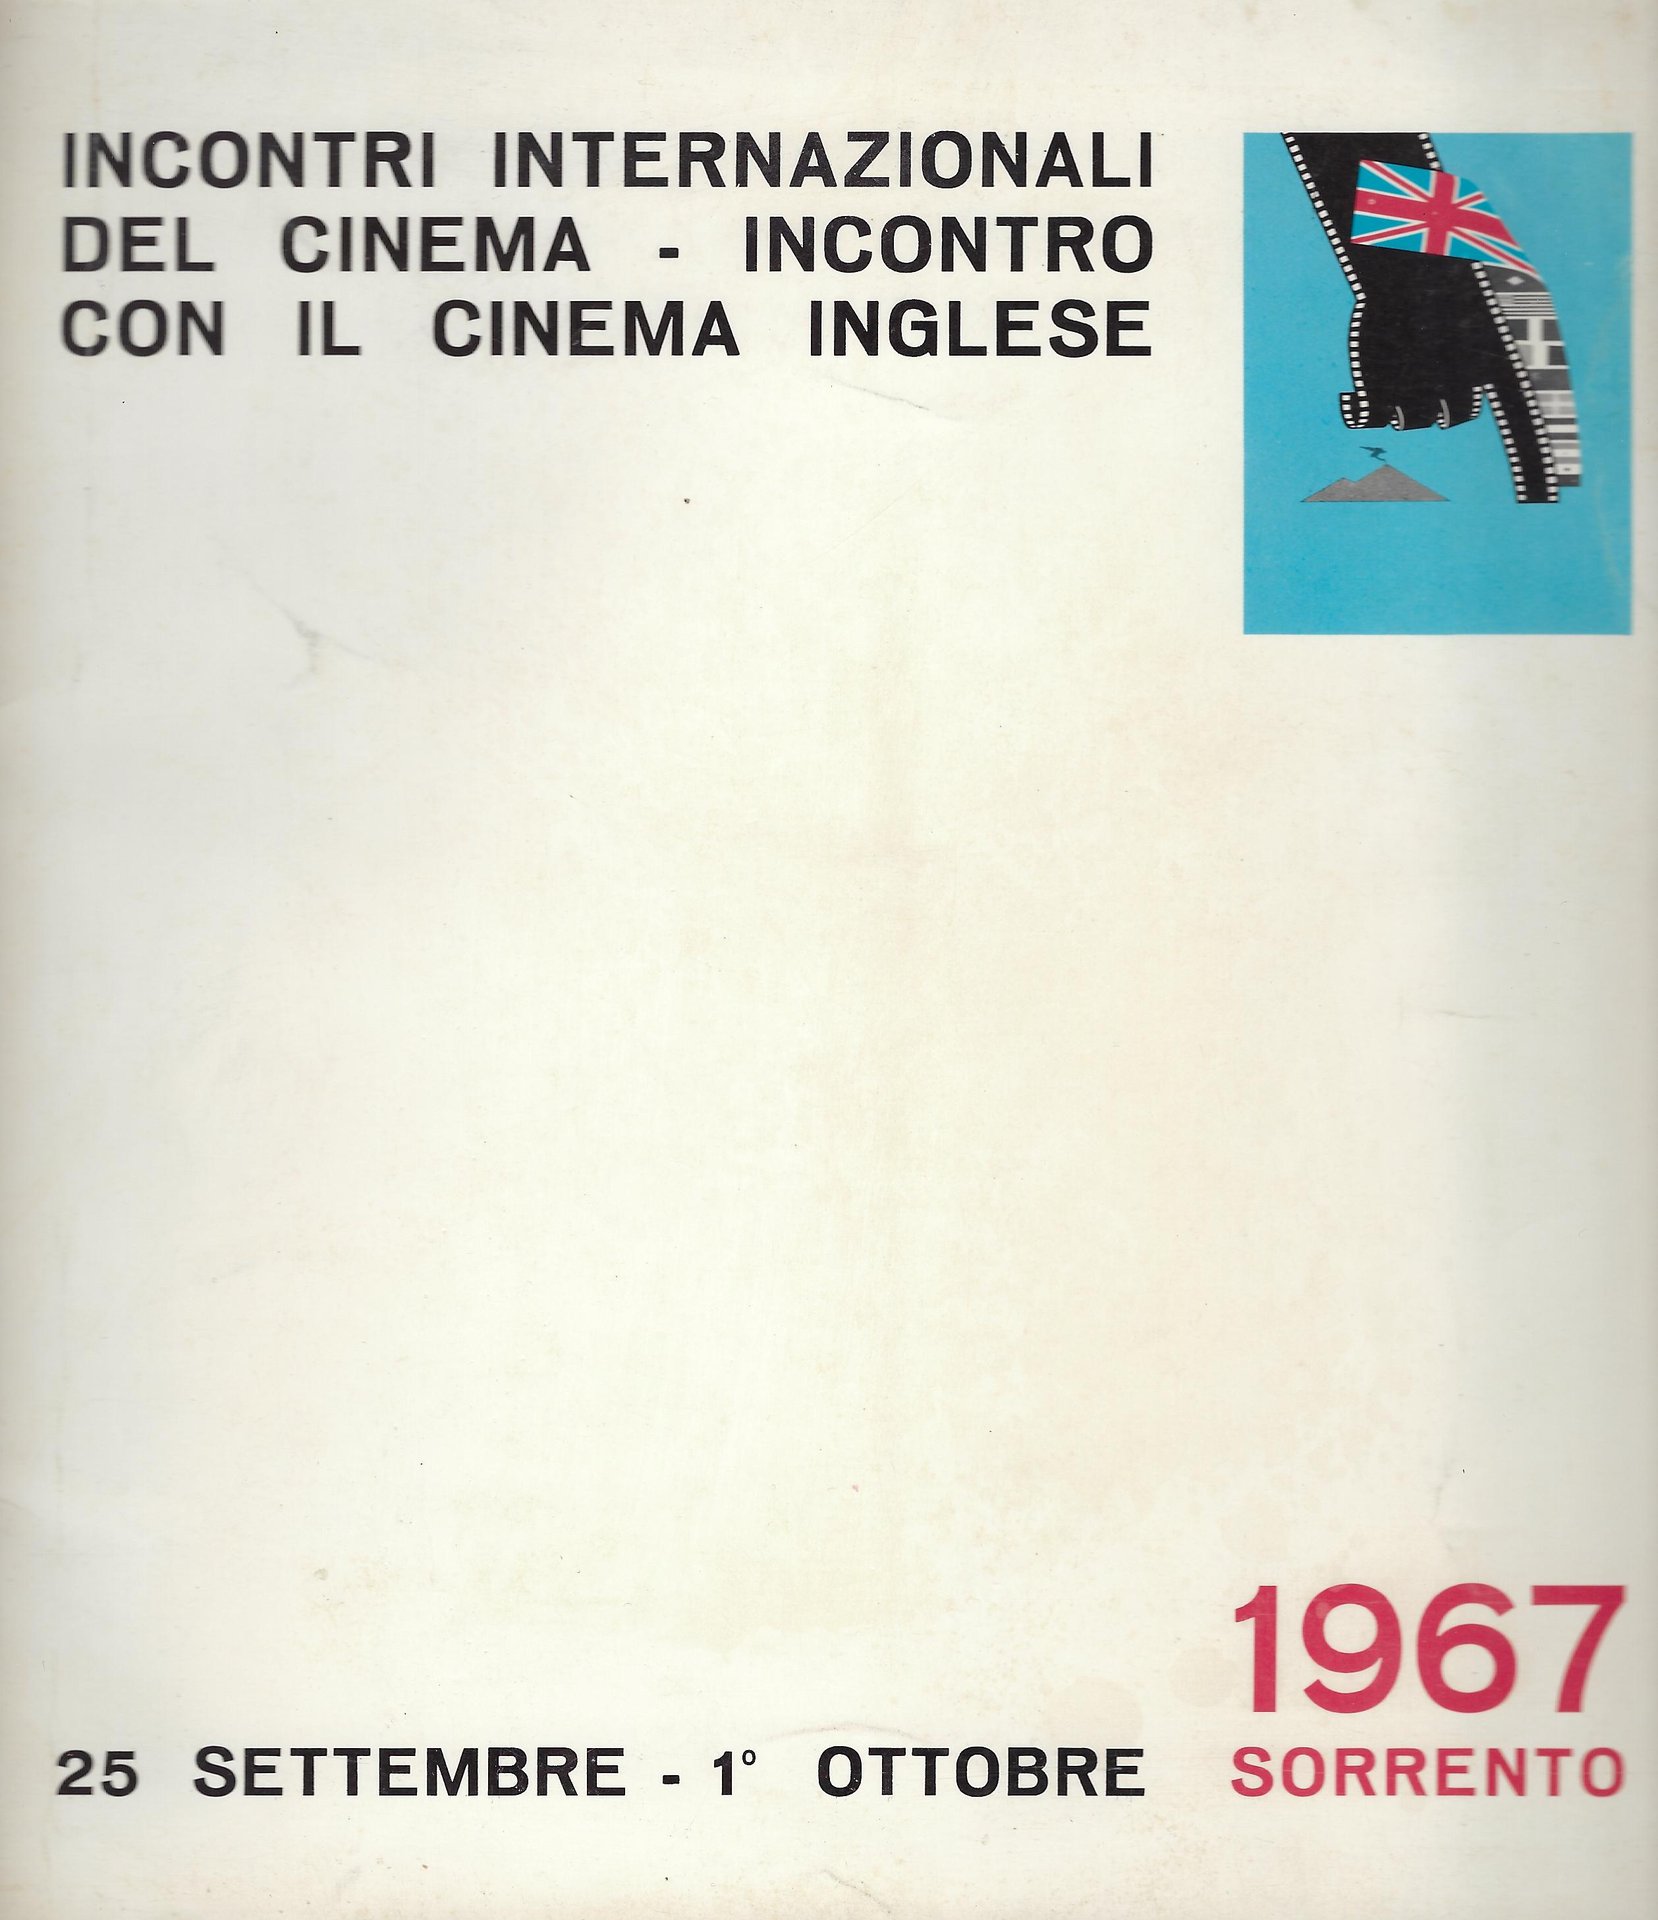 INCONTRI INTERNAZIONALI
DEL CINEMA - INCONTRO
CON IL CINEMA INGLESE
1967
25 SETTEMBRE - 1° OTTOBRE SORRENTO